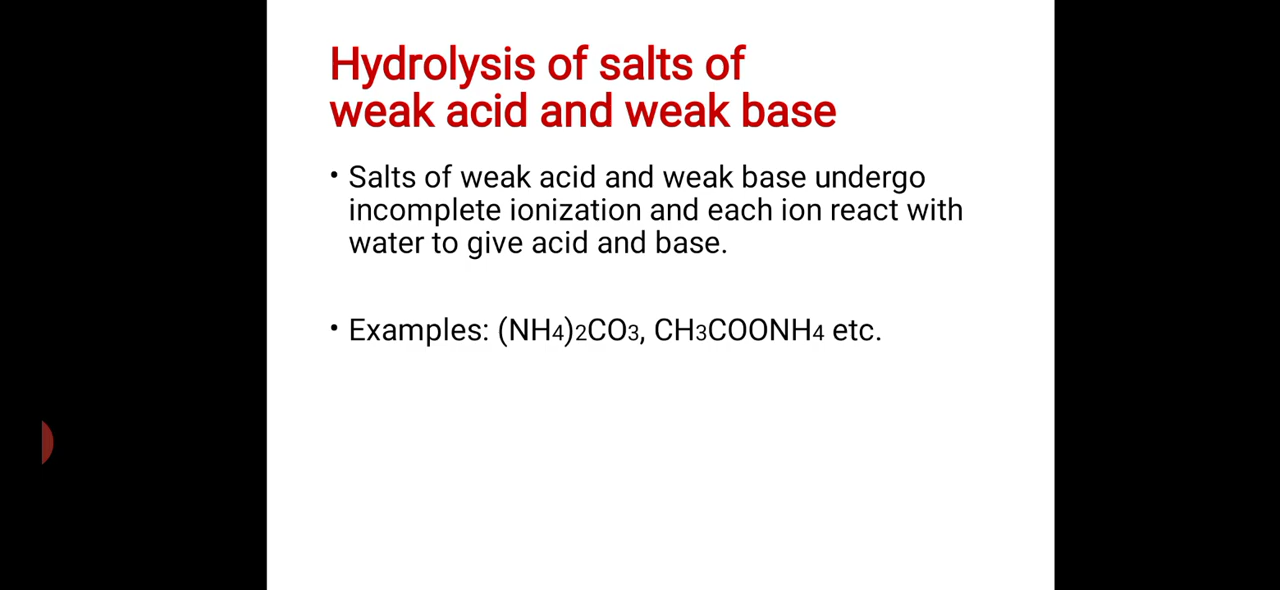 Hydrolysis of salts of
weak acid and weak base
• Salts of weak acid and weak base undergo
incomplete ionization and each ion react with
water to give acid and base.
• Examples: (NH4)2CO3, CH3COONH4 etc.